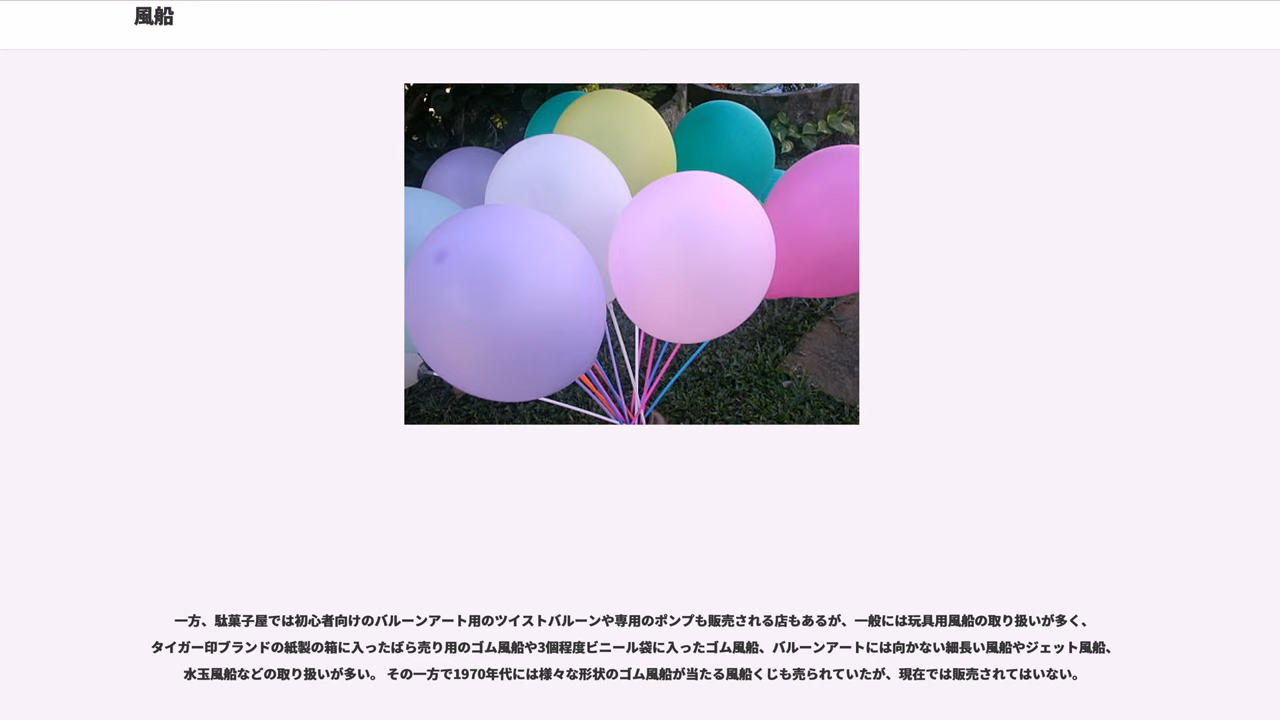 風船
一方、駄菓子屋では初心者向けのバルーンアート用のツイストバルーンや専用のポンプも販売される店もあるが、一般には玩具用風船の取り扱いが多く、
タイガー印ブランドの紙製の箱に入ったばら売り用のゴム風船や3個程度ビニール袋に入ったゴム風船、バルーンアートには向かない細長い風船やジェット風船、
水玉風船などの取り扱いが多い。 その一方で1970年代には様々な形状のゴム風船が当たる風船くじも売られていたが、現在では販売されてはいない。